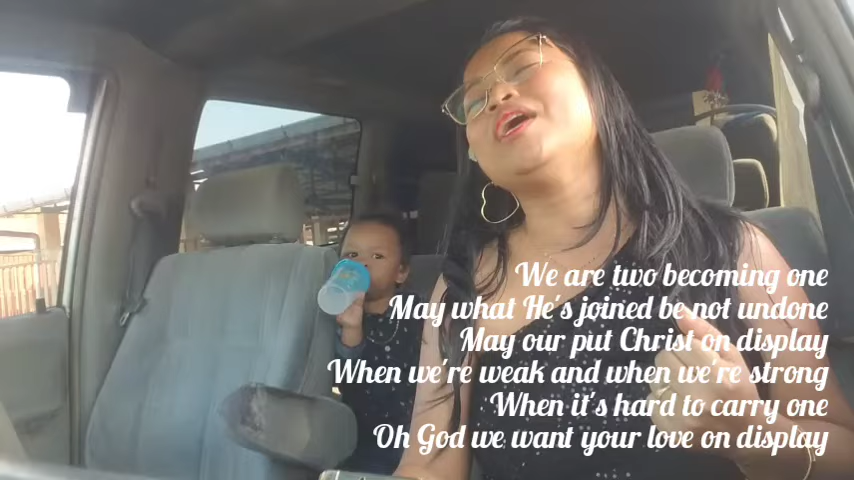 We are two becoming one
May what He's joined be not undone
May our put Christ on display
When we're weak and when we're strong
When it's hard to carry one
Oh God we want your love on display